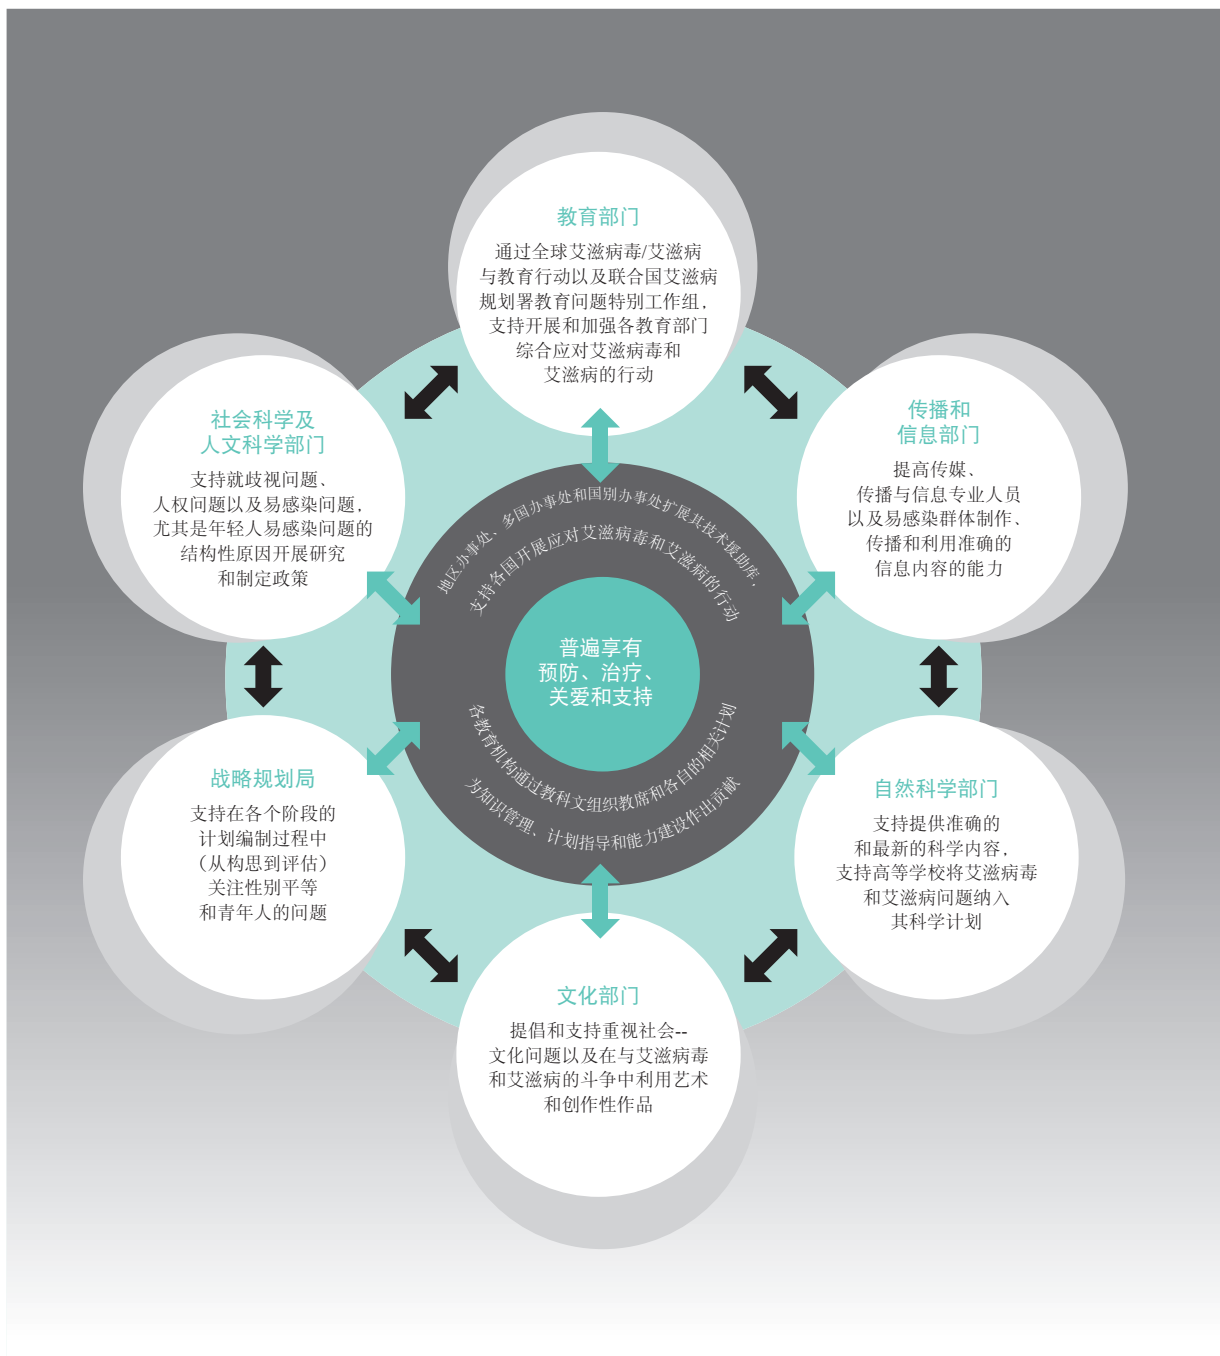 教育部门
通过全球艾滋病毒/艾滋病
与教育行动以及联合国艾滋病
规划署教育问题特别工作组，
支持开展和加强各教育部门
综合应对艾滋病毒和
艾滋病的行动
社会科学及
人文科学部门
支持就歧视问题、
人权问题以及易感染问题，
尤其是年轻人易感染问题的
结构性原因开展研究
和制定政策
传播和
信息部门
提高传媒、
传播与信息专业人员
以及易感染群体制作、
传播和利用准确的
信息内容的能力
地区办事处、多国办事处和国别办事处扩展其技术援助库，
支持各国开展应对艾滋病毒和艾滋病的行动
普遍享有
预防、治疗、
关爱和支持
各教育机构通过教科文组织教席和各自的相关计划
为知识管理、计划指导和能力建设作出贡献
战略规划局
支持在各个阶段的
计划编制过程中
（从构思到评估）
关注性别平等
和青年人的问题
自然科学部门
支持提供准确的
和最新的科学内容，
支持高等学校将艾滋病毒
和艾滋病问题纳入
其科学计划
文化部门
提倡和支持重视社会--
文化问题以及在与艾滋病毒
和艾滋病的斗争中利用艺术
和创作性作品